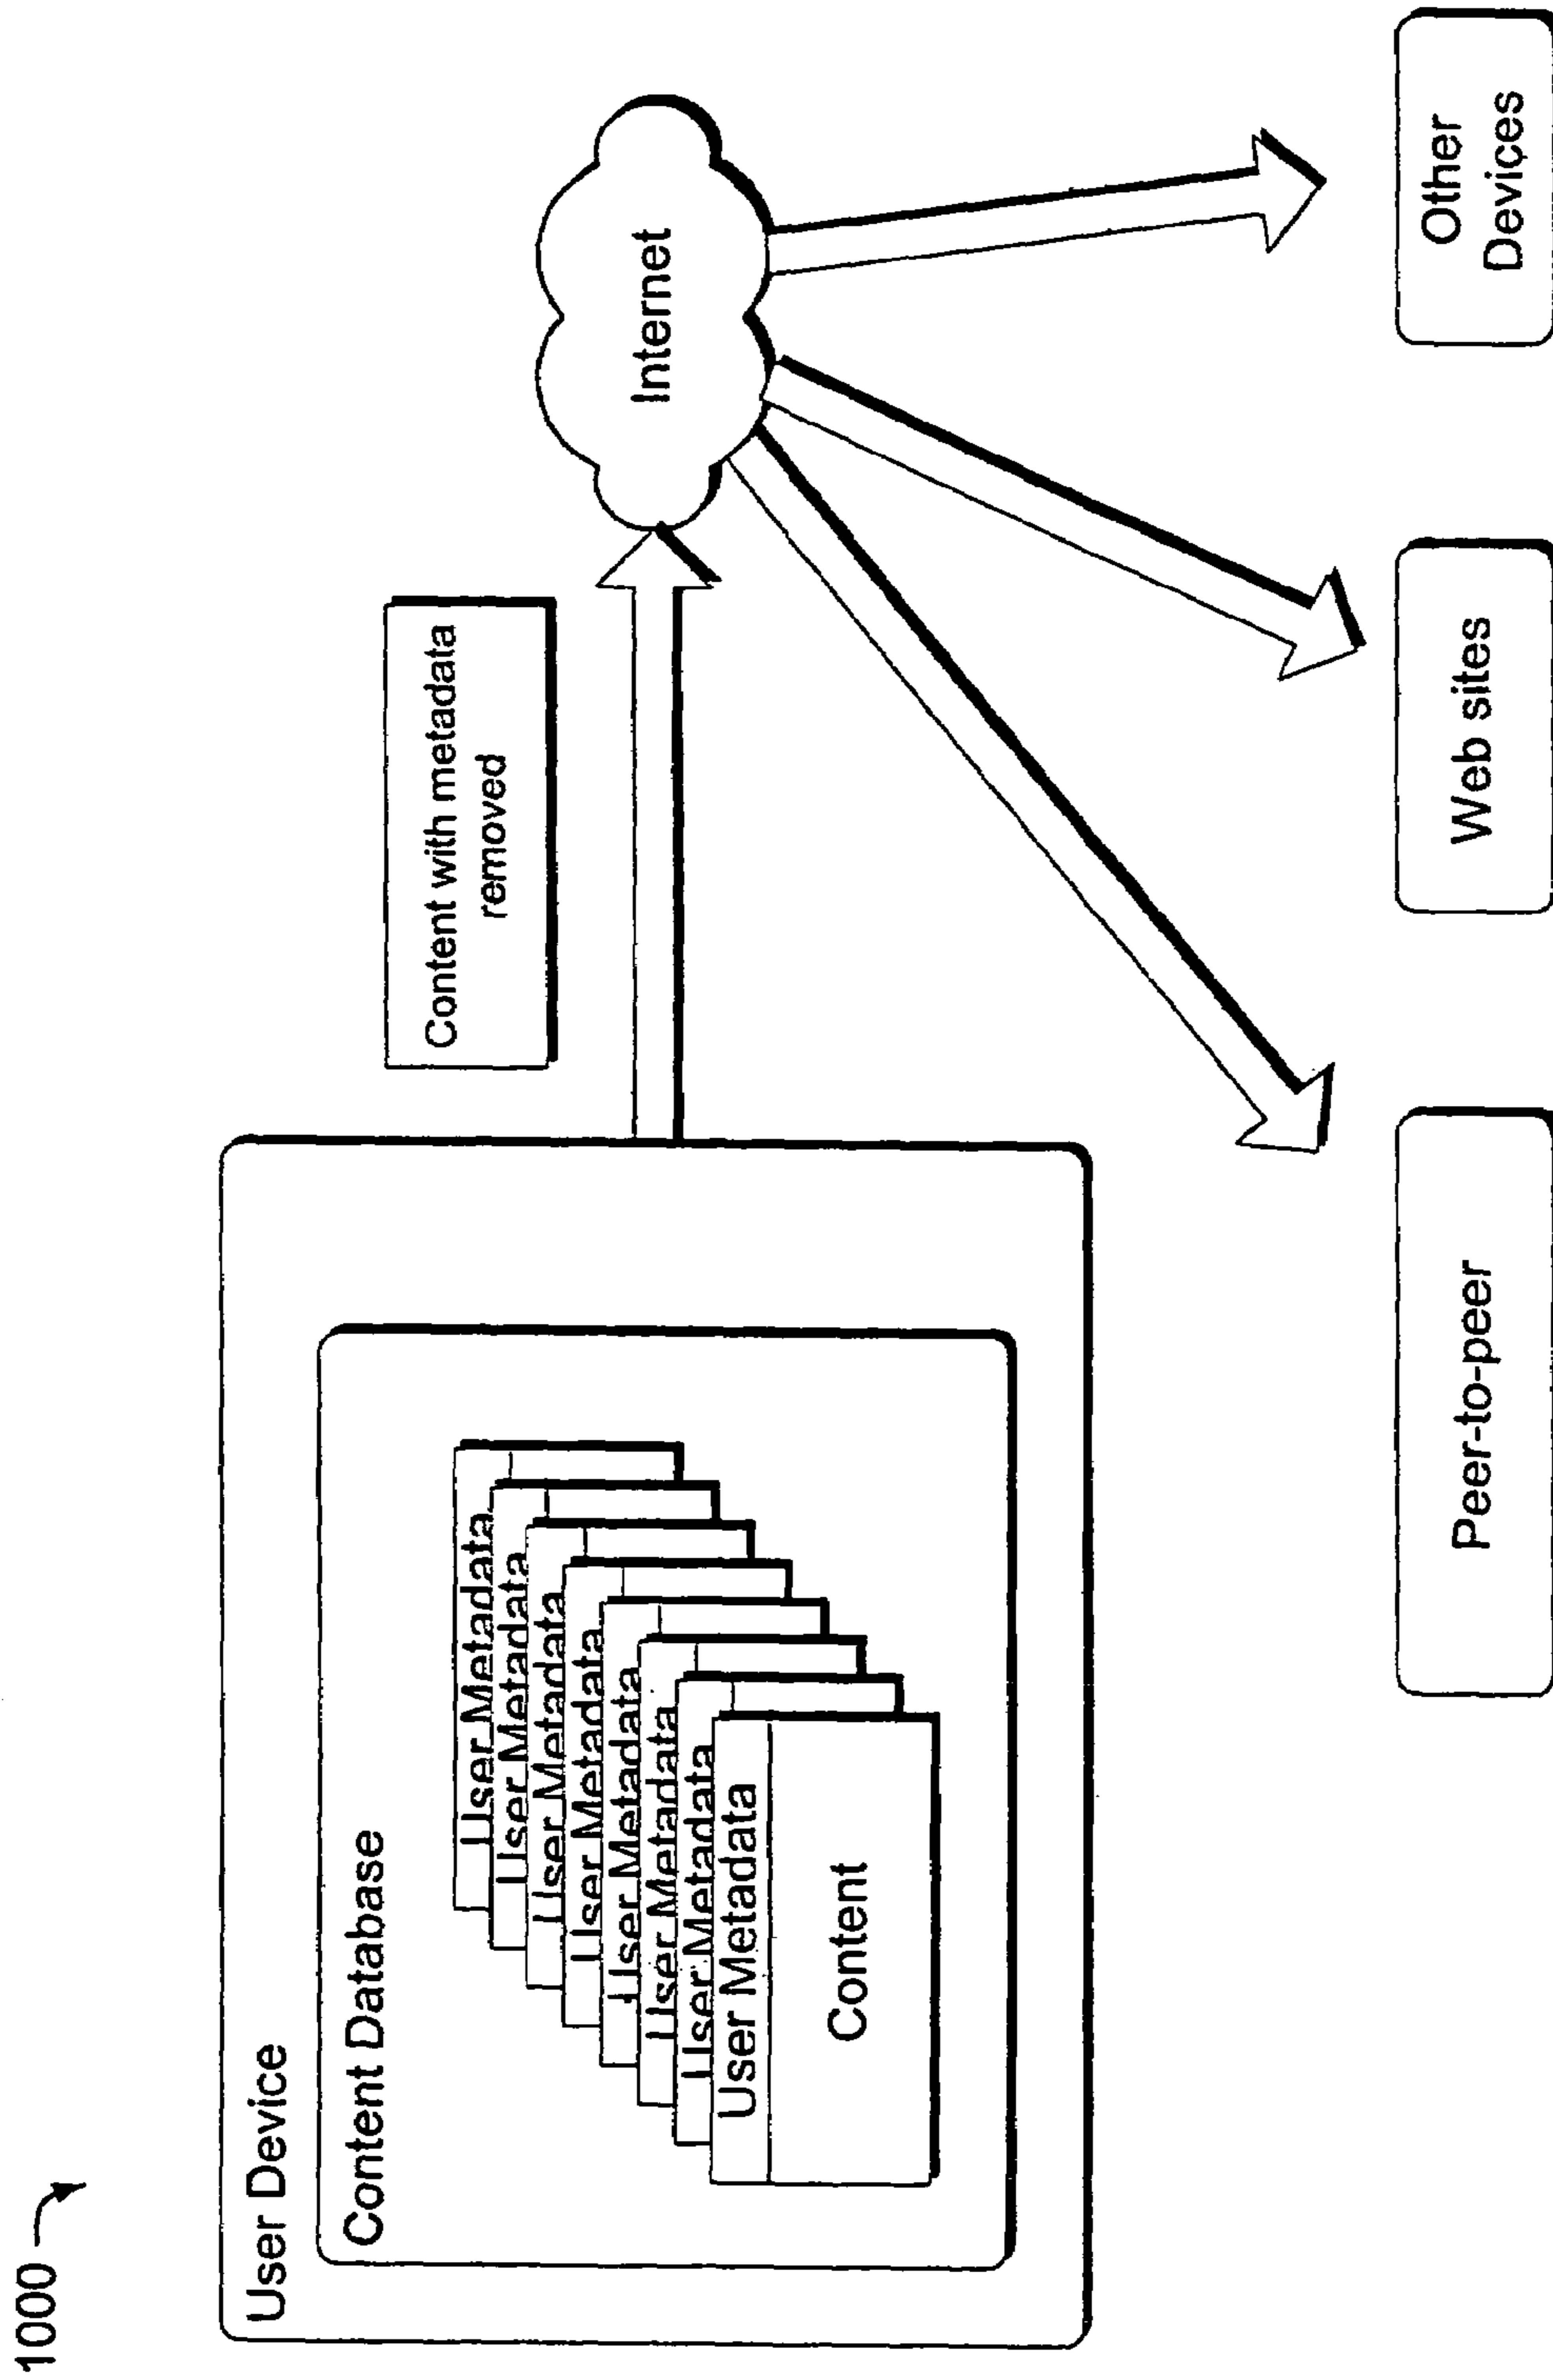 1000
User Device
Content Database
User Metadata
User Metadata
User Metadata
User Metadata
User Metadata
User Metadata
User Metadata
User Metadata
Content
Content with metadata
removed
Internet
Peer-to-peer
Web sites
Other
Devices